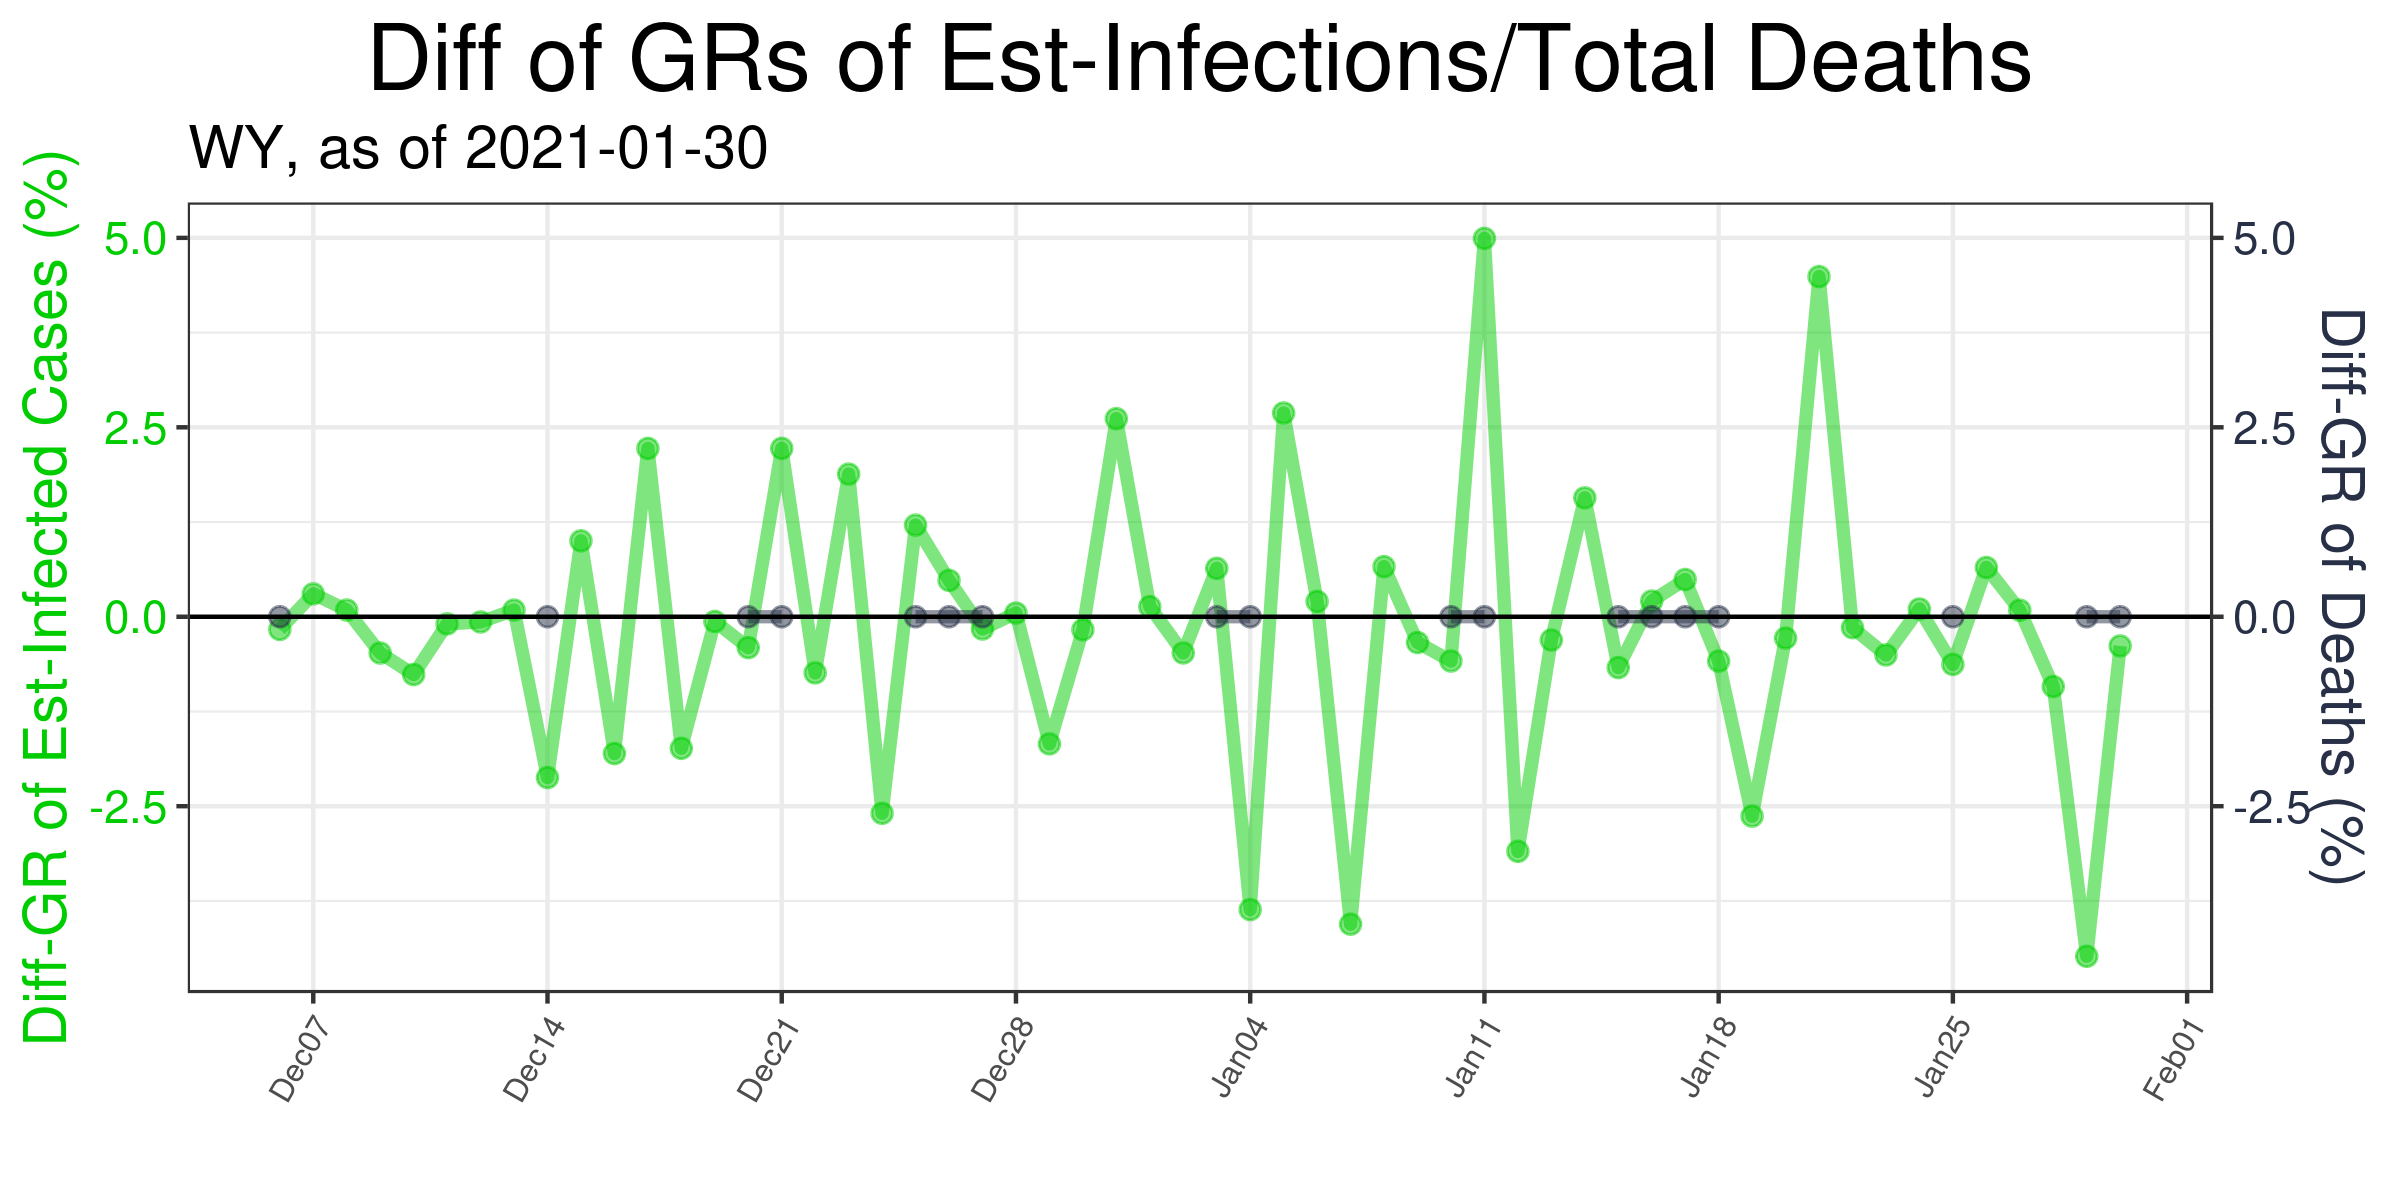 Diff of GRs of Est-Infections/Total Deaths
WY, as of 2021-01-30
Diff-GR of Est-Infected Cases (%)
5.0
2.5
0.0
-2.5
5.0
2.5
0.0
-2.5
Diff-GR of Deaths (%)
Dec07
Dec14
Dec21
Dec28
Jan04
Jan11
Jan18
Jan25
Feb01